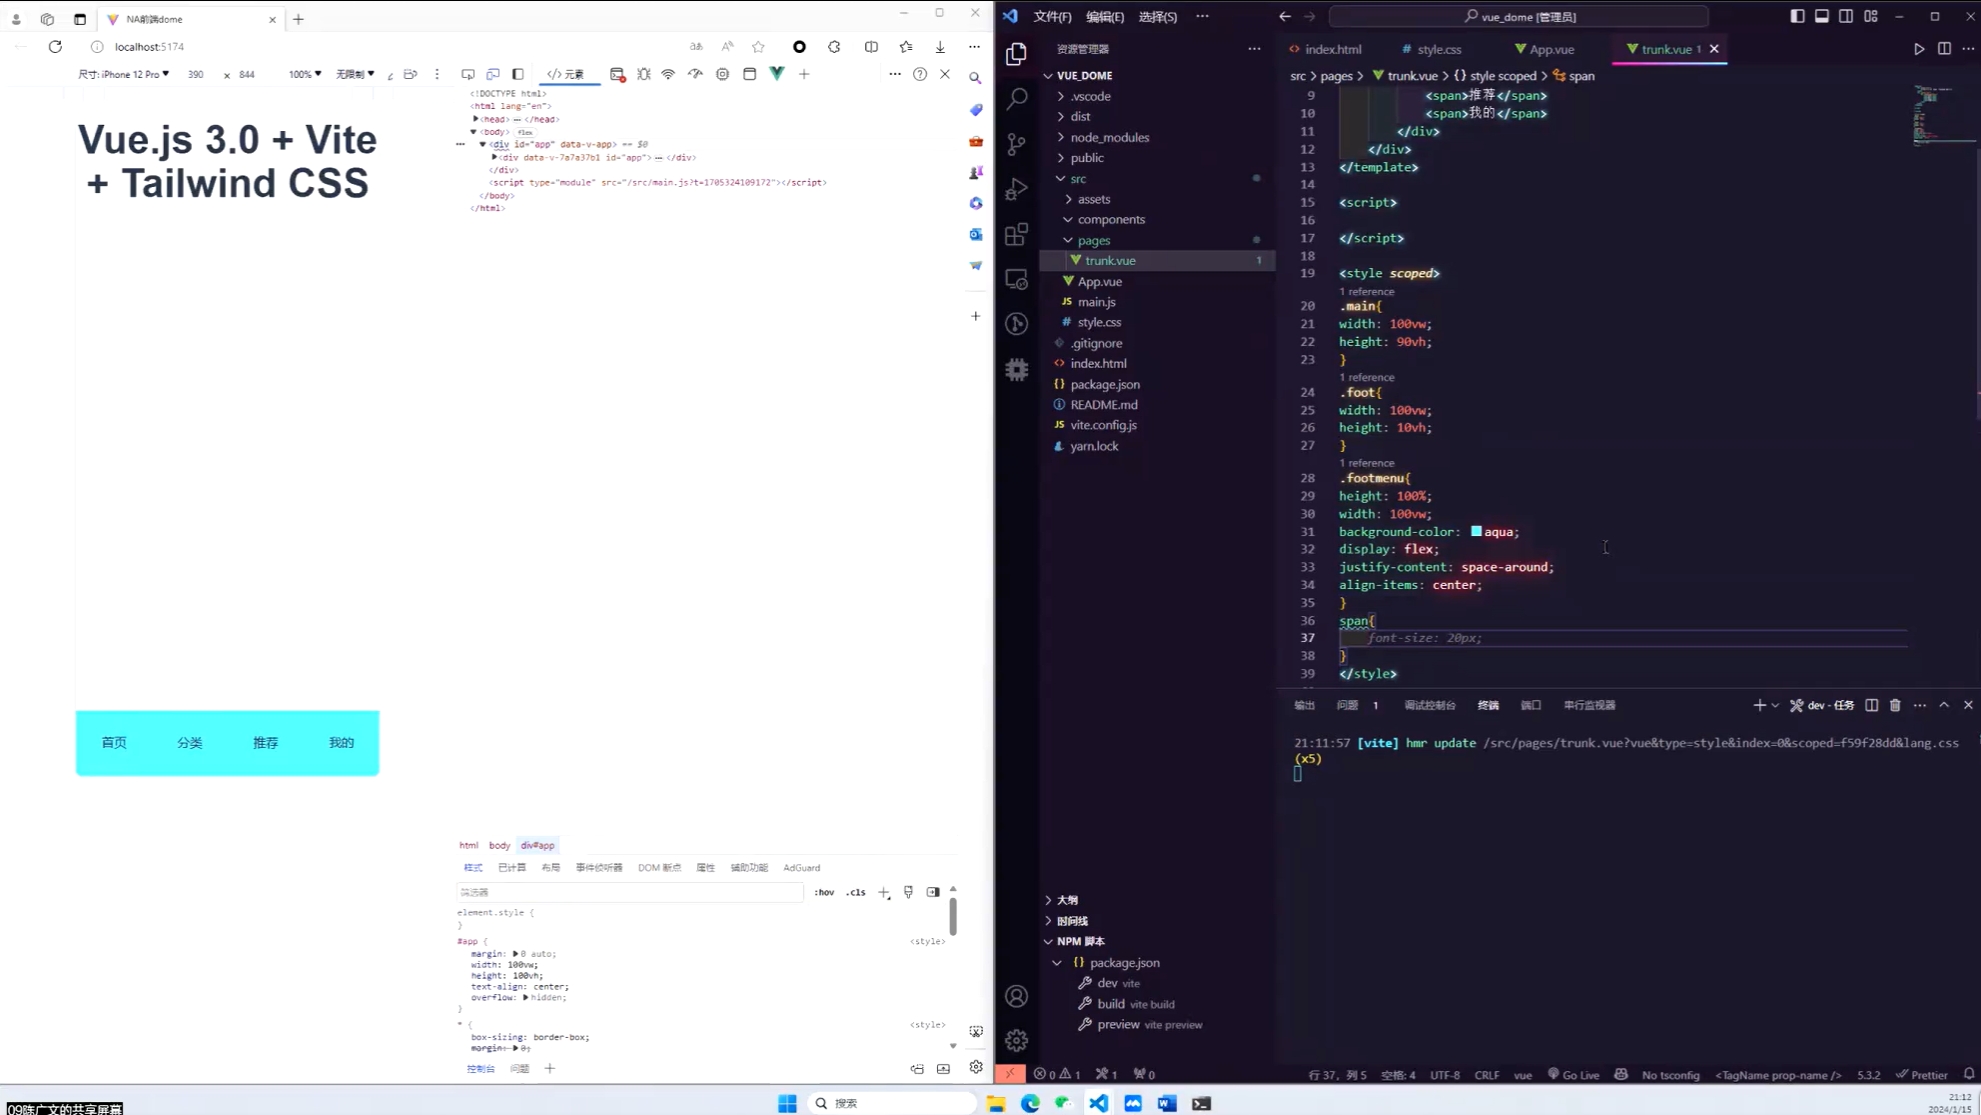 NA前端dome
localhost:5174
尺寸: iPhone 12 Pro 390 x 844 100% 无限制
</> 元素
Vue.js 3.0 + Vite
+ Tailwind CSS
首页 分类 推荐 我的
<!DOCTYPE html>
<html lang="en">
<head> </head>
<body> flex
<div id="app" data-v-app> == $0
<div data-v-7a7a37b1 id="app"> </div>
</div>
<script type="module" src="/src/main.js?t=1705324109172"></script>
</body>
</html>
html body div#app
样式 已计算 布局 事件侦听器 DOM 断点 属性 辅助功能 AdGuard
筛选器 :hov .cls
element.style {
}
#app { <style>
margin: 0 auto;
width: 100vw;
height: 100vh;
text-align: center;
overflow: hidden;
}
* { <style>
box-sizing: border-box;
margin: 0;
控制台 问题
文件(F) 编辑(E) 选择(S) ···
vue_dome [管理员]
资源管理器
VUE_DOME
.vscode
dist
node_modules
public
src
assets
components
pages
trunk.vue 1
App.vue
main.js
style.css
.gitignore
index.html
package.json
README.md
vite.config.js
yarn.lock
大纲
时间线
NPM 脚本
package.json
dev vite
build vite build
preview vite preview
index.html style.css App.vue trunk.vue 1
src > pages > trunk.vue > {} style scoped > span
9 <span>推荐</span>
10 <span>我的</span>
11 </div>
12 </div>
13 </template>
14
15 <script>
16
17 </script>
18
19 <style scoped>
1 reference
20 .main{
21 width: 100vw;
22 height: 90vh;
23 }
1 reference
24 .foot{
25 width: 100vw;
26 height: 10vh;
27 }
1 reference
28 .footmenu{
29 height: 100%;
30 width: 100vw;
31 background-color: aqua;
32 display: flex;
33 justify-content: space-around;
34 align-items: center;
35 }
36 span{
37 font-size: 20px;
38 }
39 </style>
输出 问题 1 调试控制台 终端 端口 串行监视器 dev - 任务
21:11:57 [vite] hmr update /src/pages/trunk.vue?vue&type=style&index=0&scoped=f59f28dd&lang.css
(x5)
0 1 1 0 行 37, 列 5 空格: 4 UTF-8 CRLF vue Go Live No tsconfig <TagName prop-name /> 5.3.2 Prettier
搜索
21:12
2024/1/15
09陈广文的共享屏幕